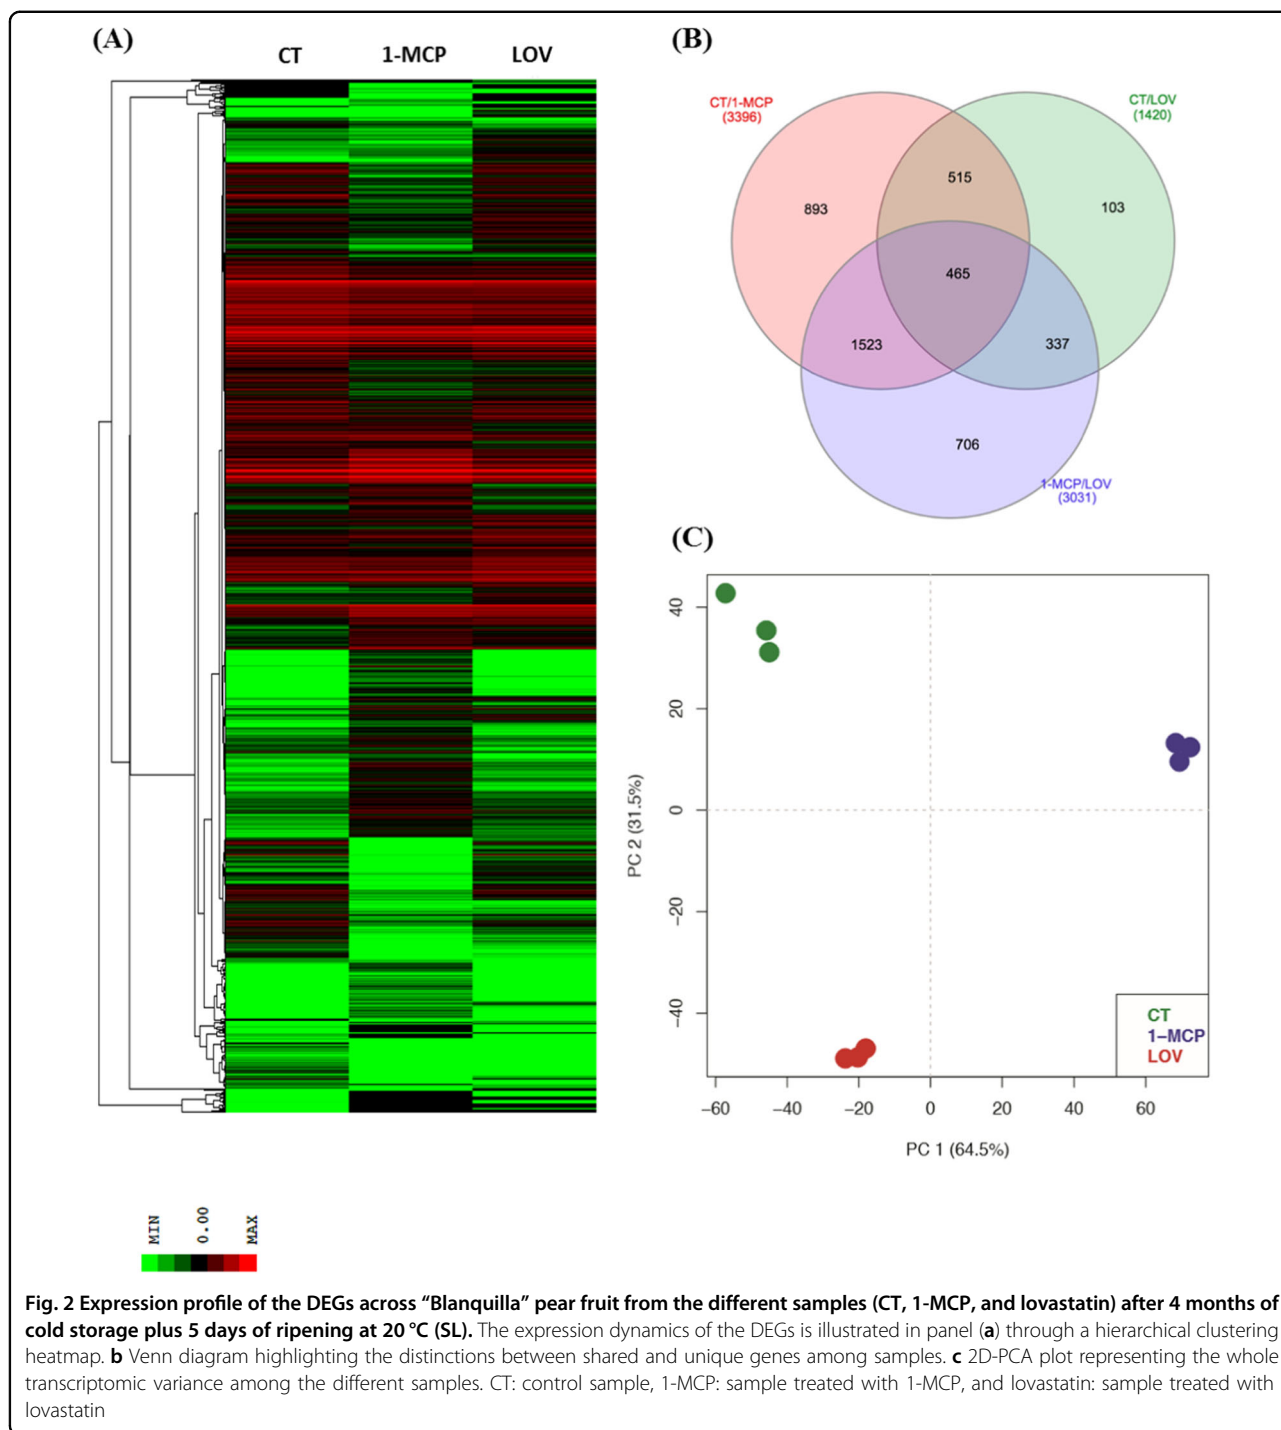 (A)
CT 1-MCP LOV
MIN 0.00 MAX
(B)
CT/1-MCP
(3396)
CT/LOV
(1420)
515
893
103
465
1523
337
706
1-MCP/LOV
(3031)
(C)
40
20
0
−20
−40
PC 2 (31.5%)
CT
1−MCP
LOV
−60 −40 −20 0 20 40 60
PC 1 (64.5%)
Fig. 2 Expression profile of the DEGs across “Blanquilla” pear fruit from the different samples (CT, 1-MCP, and lovastatin) after 4 months of
cold storage plus 5 days of ripening at 20 °C (SL). The expression dynamics of the DEGs is illustrated in panel (a) through a hierarchical clustering
heatmap. b Venn diagram highlighting the distinctions between shared and unique genes among samples. c 2D-PCA plot representing the whole
transcriptomic variance among the different samples. CT: control sample, 1-MCP: sample treated with 1-MCP, and lovastatin: sample treated with
lovastatin